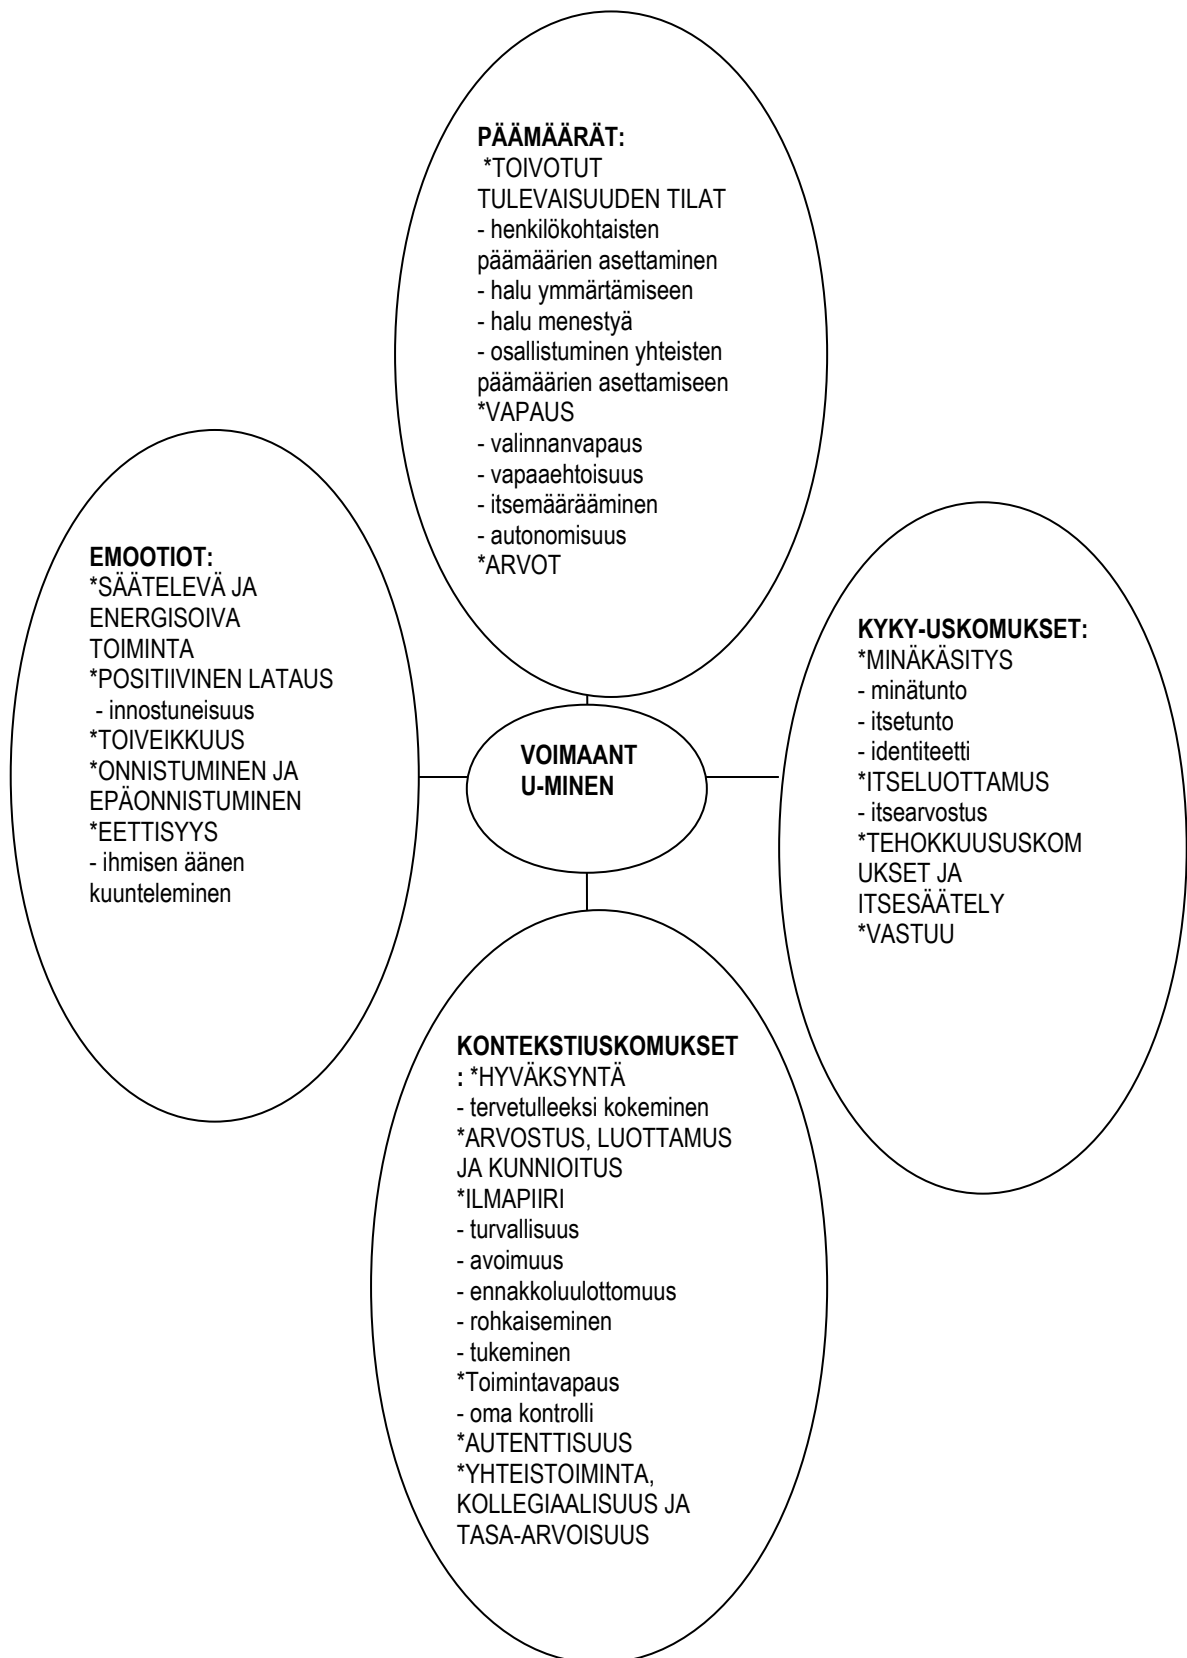 PÄÄMÄÄRÄT:
*TOIVOTUT
TULEVAISUUDEN TILAT
- henkilökohtaisten
päämäärien asettaminen
- halu ymmärtämiseen
- halu menestyä
- osallistuminen yhteisten
päämäärien asettamiseen
*VAPAUS
- valinnanvapaus
- vapaaehtoisuus
- itsemäärääminen
- autonomisuus
*ARVOT
EMOOTIOT:
*SÄÄTELEVÄ JA
ENERGISOIVA
TOIMINTA
*POSITIIVINEN LATAUS
- innostuneisuus
*TOIVEIKKUUS
*ONNISTUMINEN JA
EPÄONNISTUMINEN
*EETTISYYS
- ihmisen äänen
kuunteleminen
VOIMAANT
U-MINEN
KYKY-USKOMUKSET:
*MINÄKÄSITYS
- minätunto
- itsetunto
- identiteetti
*ITSELUOTTAMUS
- itsearvostus
*TEHOKKUUSUSKOM
UKSET JA
ITSESÄÄTELY
*VASTUU
KONTEKSTIUSKOMUKSET
: *HYVÄKSYNTÄ
- tervetulleeksi kokeminen
*ARVOSTUS, LUOTTAMUS
JA KUNNIOITUS
*ILMAPIIRI
- turvallisuus
- avoimuus
- ennakkoluulottomuus
- rohkaiseminen
- tukeminen
*Toimintavapaus
- oma kontrolli
*AUTENTTISUUS
*YHTEISTOIMINTA,
KOLLEGIAALISUUS JA
TASA-ARVOISUUS